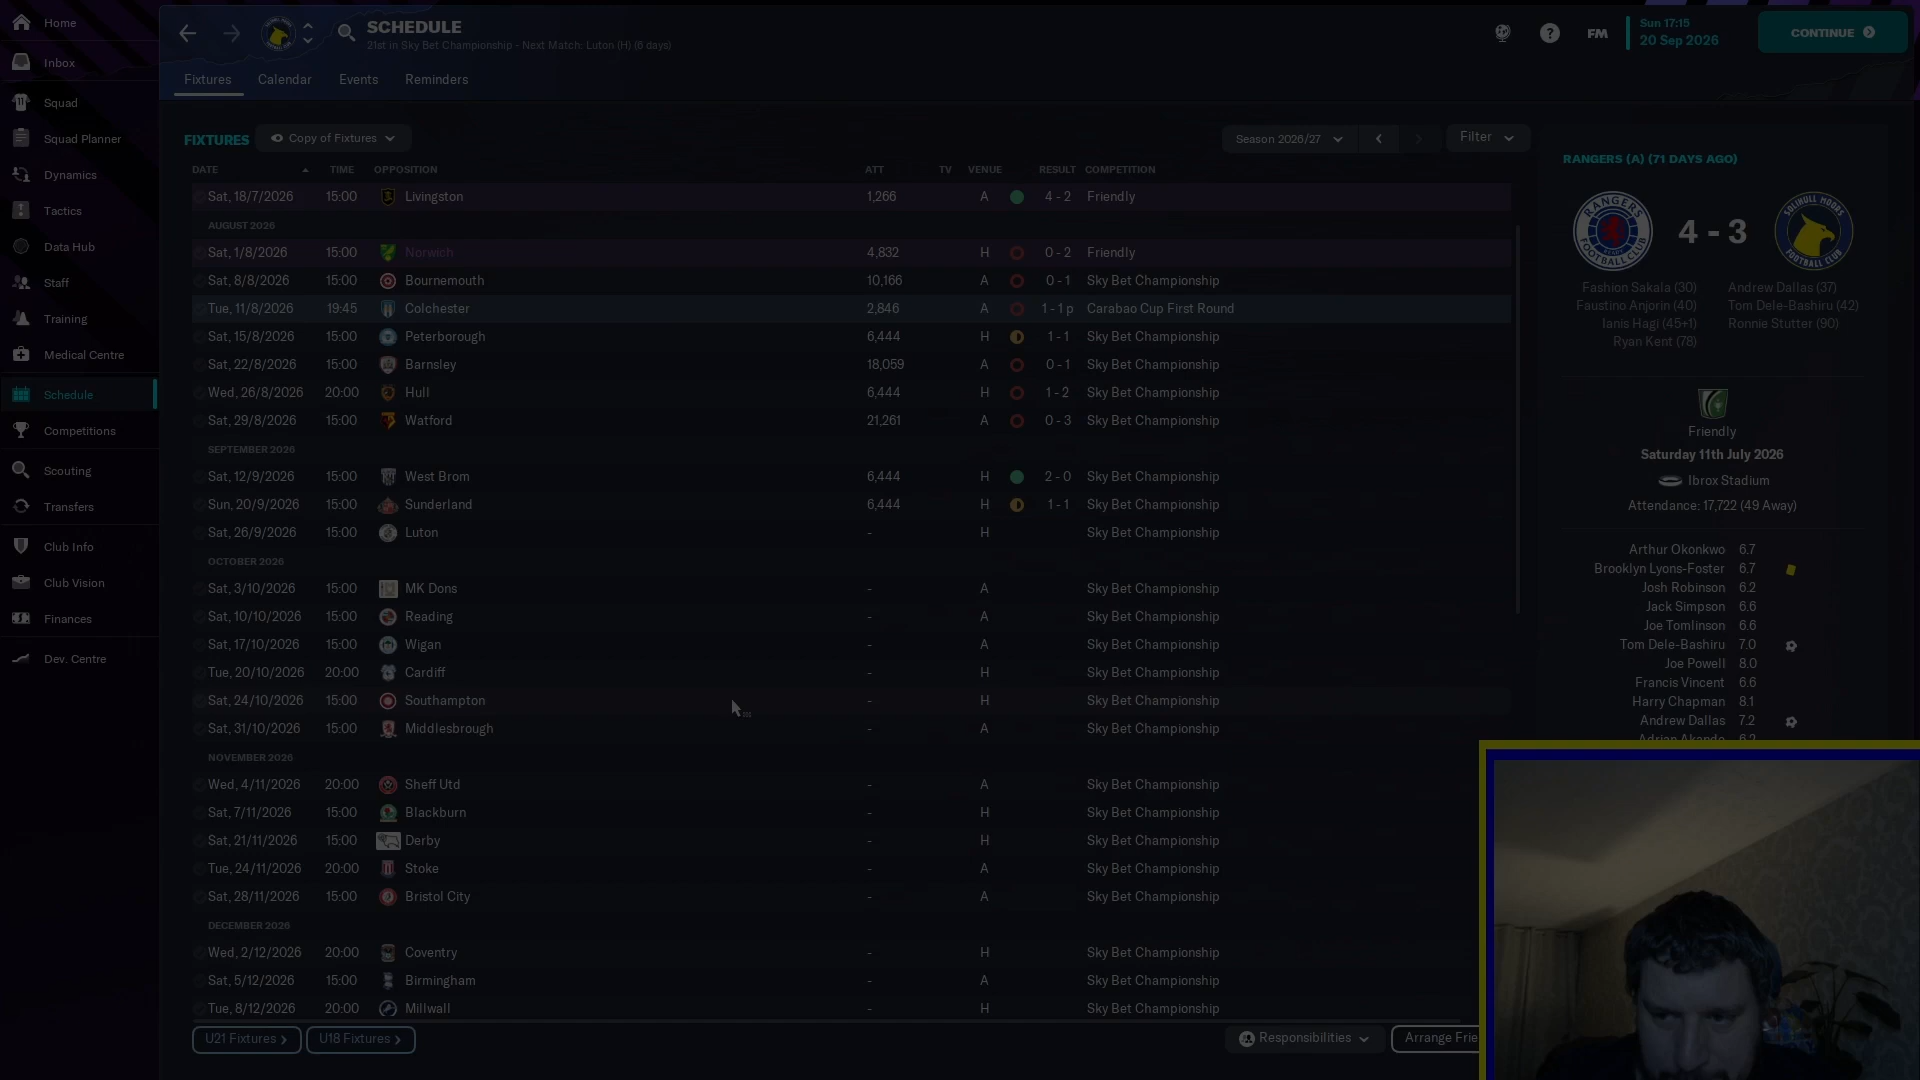 Home
Inbox
Squad
Squad Planner
Dynamics
Tactics
Data Hub
Staff
Training
Medical Centre
Schedule
Competitions
Scouting
Transfers
Club Info
Club Vision
Finances
Dev. Centre
SCHEDULE
21st in Sky Bet Championship - Next Match: Luton (H) (6 days)
FM
Sun 17:15
20 Sep 2026
CONTINUE
Fixtures Calendar Events Reminders
FIXTURES Copy of Fixtures Season 2026/27 Filter
DATE TIME OPPOSITION ATT TV VENUE RESULT COMPETITION
Sat, 18/7/2026 15:00 Livingston 1,266 A 4 - 2 Friendly
AUGUST 2026
Sat, 1/8/2026 15:00 Norwich 4,832 H 0 - 2 Friendly
Sat, 8/8/2026 15:00 Bournemouth 10,166 A 0 - 1 Sky Bet Championship
Tue, 11/8/2026 19:45 Colchester 2,846 A 1 - 1 p Carabao Cup First Round
Sat, 15/8/2026 15:00 Peterborough 6,444 H 1 - 1 Sky Bet Championship
Sat, 22/8/2026 15:00 Barnsley 18,059 A 0 - 1 Sky Bet Championship
Wed, 26/8/2026 20:00 Hull 6,444 H 1 - 2 Sky Bet Championship
Sat, 29/8/2026 15:00 Watford 21,261 A 0 - 3 Sky Bet Championship
SEPTEMBER 2026
Sat, 12/9/2026 15:00 West Brom 6,444 H 2 - 0 Sky Bet Championship
Sun, 20/9/2026 15:00 Sunderland 6,444 H 1 - 1 Sky Bet Championship
Sat, 26/9/2026 15:00 Luton - H Sky Bet Championship
OCTOBER 2026
Sat, 3/10/2026 15:00 MK Dons - A Sky Bet Championship
Sat, 10/10/2026 15:00 Reading - A Sky Bet Championship
Sat, 17/10/2026 15:00 Wigan - A Sky Bet Championship
Tue, 20/10/2026 20:00 Cardiff - H Sky Bet Championship
Sat, 24/10/2026 15:00 Southampton - H Sky Bet Championship
Sat, 31/10/2026 15:00 Middlesbrough - A Sky Bet Championship
NOVEMBER 2026
Wed, 4/11/2026 20:00 Sheff Utd - A Sky Bet Championship
Sat, 7/11/2026 15:00 Blackburn - H Sky Bet Championship
Sat, 21/11/2026 15:00 Derby - H Sky Bet Championship
Tue, 24/11/2026 20:00 Stoke - A Sky Bet Championship
Sat, 28/11/2026 15:00 Bristol City - A Sky Bet Championship
DECEMBER 2026
Wed, 2/12/2026 20:00 Coventry - H Sky Bet Championship
Sat, 5/12/2026 15:00 Birmingham - A Sky Bet Championship
Tue, 8/12/2026 20:00 Millwall - H Sky Bet Championship
U21 Fixtures U18 Fixtures Responsibilities Arrange Frie
RANGERS (A) (71 DAYS AGO)
RANGERS
FOOTBALL CLUB
4 - 3
SOLIHULL MOORS
FOOTBALL CLUB
Fashion Sakala (30) Andrew Dallas (37)
Faustino Anjorin (40) Tom Dele-Bashiru (42)
Ianis Hagi (45+1) Ronnie Stutter (90)
Ryan Kent (78)
Friendly
Saturday 11th July 2026
Ibrox Stadium
Attendance: 17,722 (49 Away)
Arthur Okonkwo 6.7
Brooklyn Lyons-Foster 6.7
Josh Robinson 6.2
Jack Simpson 6.6
Joe Tomlinson 6.6
Tom Dele-Bashiru 7.0
Joe Powell 8.0
Francis Vincent 6.6
Harry Chapman 8.1
Andrew Dallas 7.2
Adrian Akande 6.2